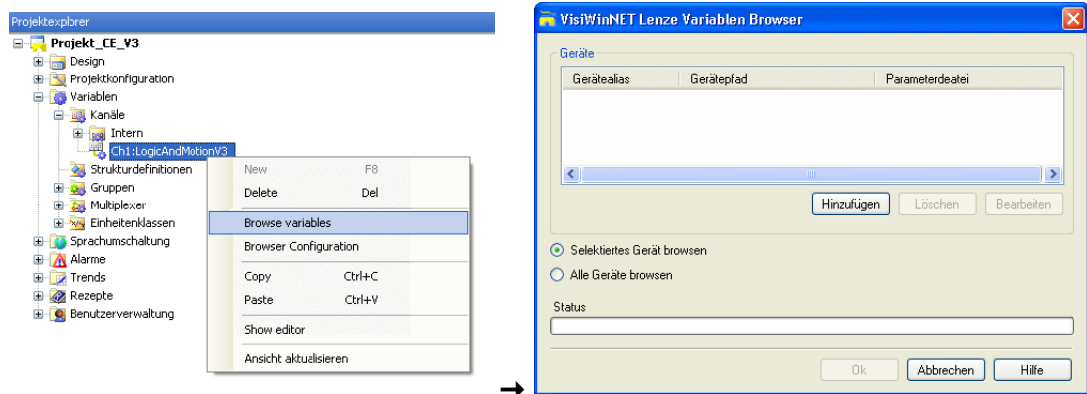 Projektexplorer
Projekt_CE_V3
Design
Projektkonfiguration
Variablen
Kanäle
Intern
Ch1:LogicAndMotionV3
Strukturdefinitionen
Gruppen
Multiplexer
Einheitenklassen
Sprachumschaltung
Alarme
Trends
Rezepte
Benutzerverwaltung
New F8
Delete Del
Browse variables
Browser Configuration
Copy Ctrl+C
Paste Ctrl+V
Show editor
Ansicht aktualisieren
→
VisiWinNET Lenze Variablen Browser
Geräte
Gerätealias Gerätepfad Parameterdeatei
Hinzufügen Löschen Bearbeiten
Selektiertes Gerät browsen
Alle Geräte browsen
Status
Ok Abbrechen Hilfe